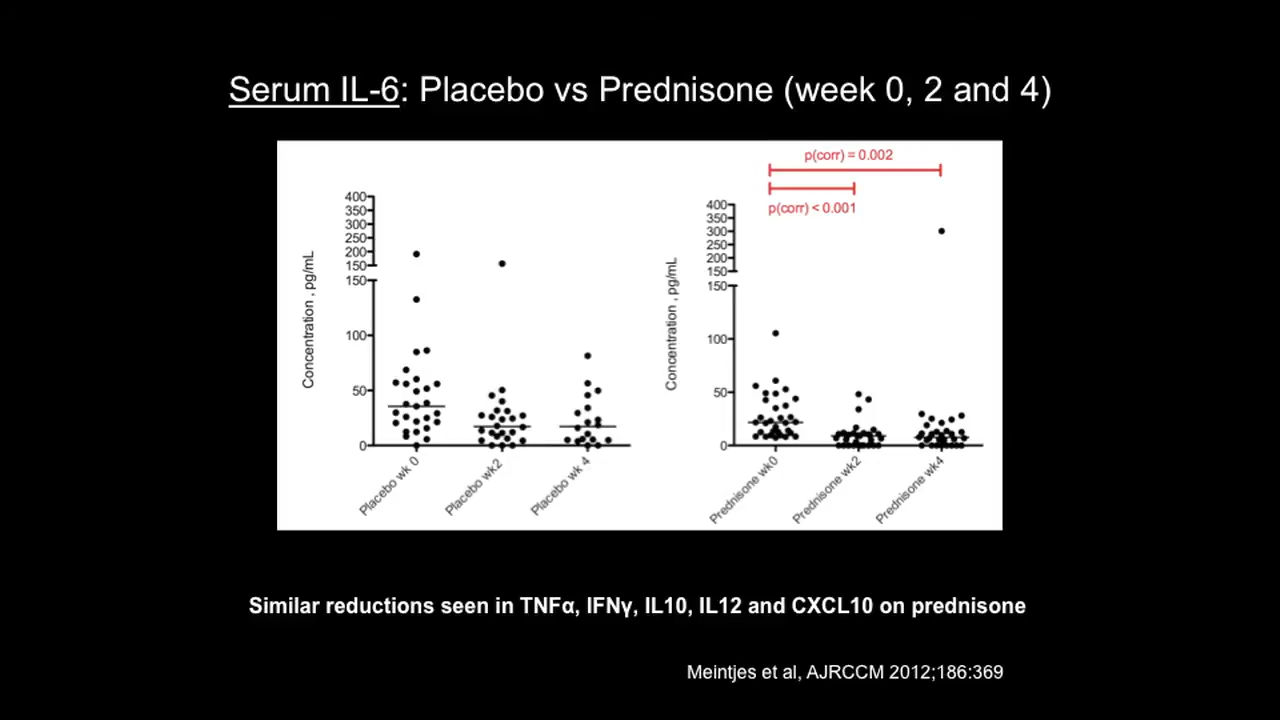 Serum IL-6: Placebo vs Prednisone (week 0, 2 and 4)
p(corr) = 0.002
p(corr) < 0.001
400
350
300
250
200
150
150
100
50
0
Concentration , pg/mL
Placebo wk 0
Placebo wk2
Placebo wk 4
400
350
300
250
200
150
150
100
50
0
Concentration , pg/mL
Prednisone wk0
Prednisone wk2
Prednisone wk4
Similar reductions seen in TNFα, IFNγ, IL10, IL12 and CXCL10 on prednisone
Meintjes et al, AJRCCM 2012;186:369